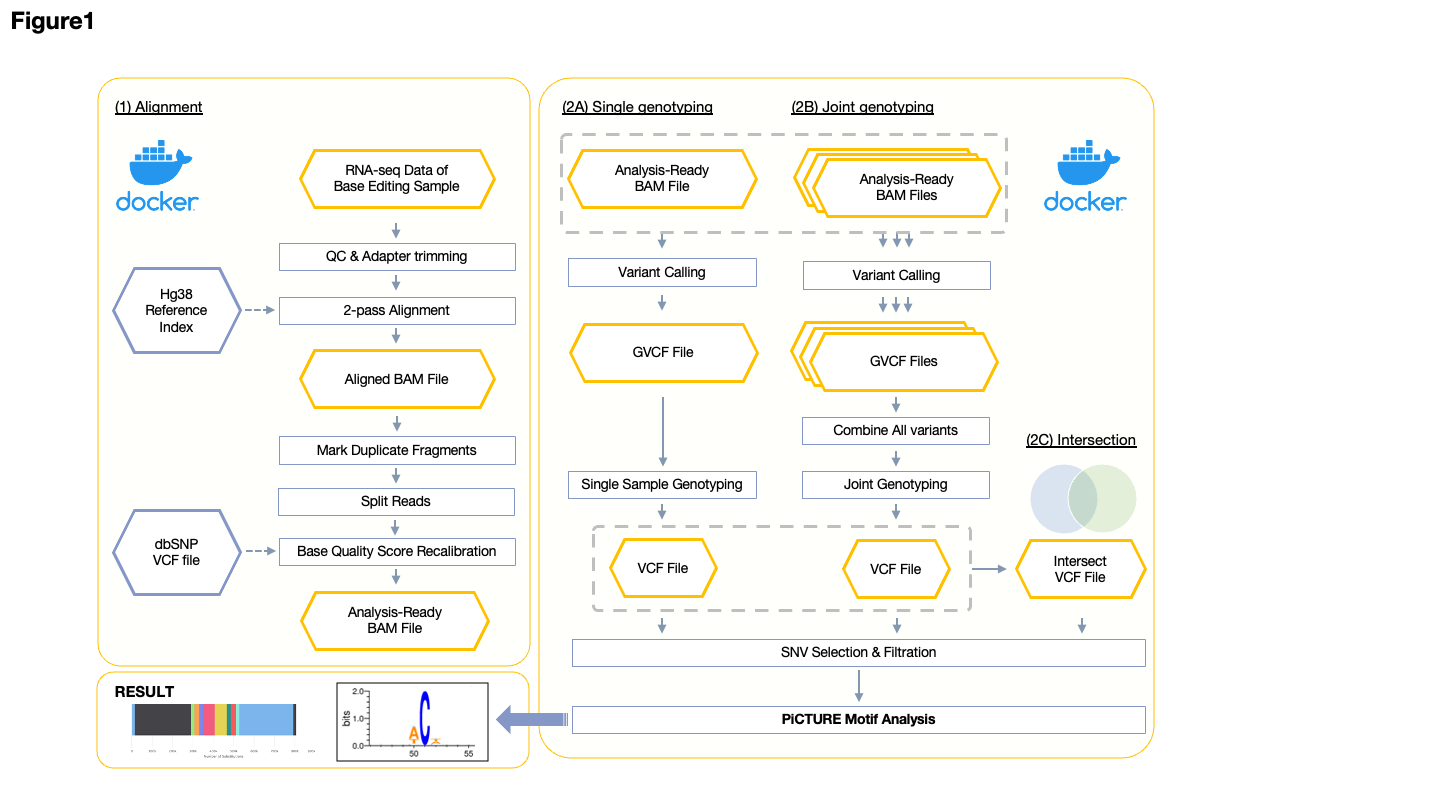 Figure1
(1) Alignment
docker
RNA-seq Data of
Base Editing Sample
QC & Adapter trimming
Hg38
Reference
Index
2-pass Alignment
Aligned BAM File
Mark Duplicate Fragments
Split Reads
dbSNP
VCF file
Base Quality Score Recalibration
Analysis-Ready
BAM File
(2A) Single genotyping
(2B) Joint genotyping
docker
Analysis-Ready
BAM File
Analysis-Ready
BAM Files
Variant Calling
Variant Calling
GVCF File
GVCF Files
Combine All variants
Single Sample Genotyping
Joint Genotyping
(2C) Intersection
VCF File
VCF File
Intersect
VCF File
SNV Selection & Filtration
PiCTURE Motif Analysis
RESULT
Number of Substitutions
bits
2.0
1.0
0.0
A
C
50
55